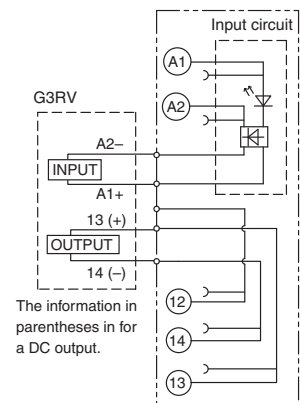 Input circuit
A1
G3RV
A2
A2–
INPUT
A1+
13 (+)
OUTPUT
14 (–)
12
The information in
parentheses in for
a DC output.
14
13